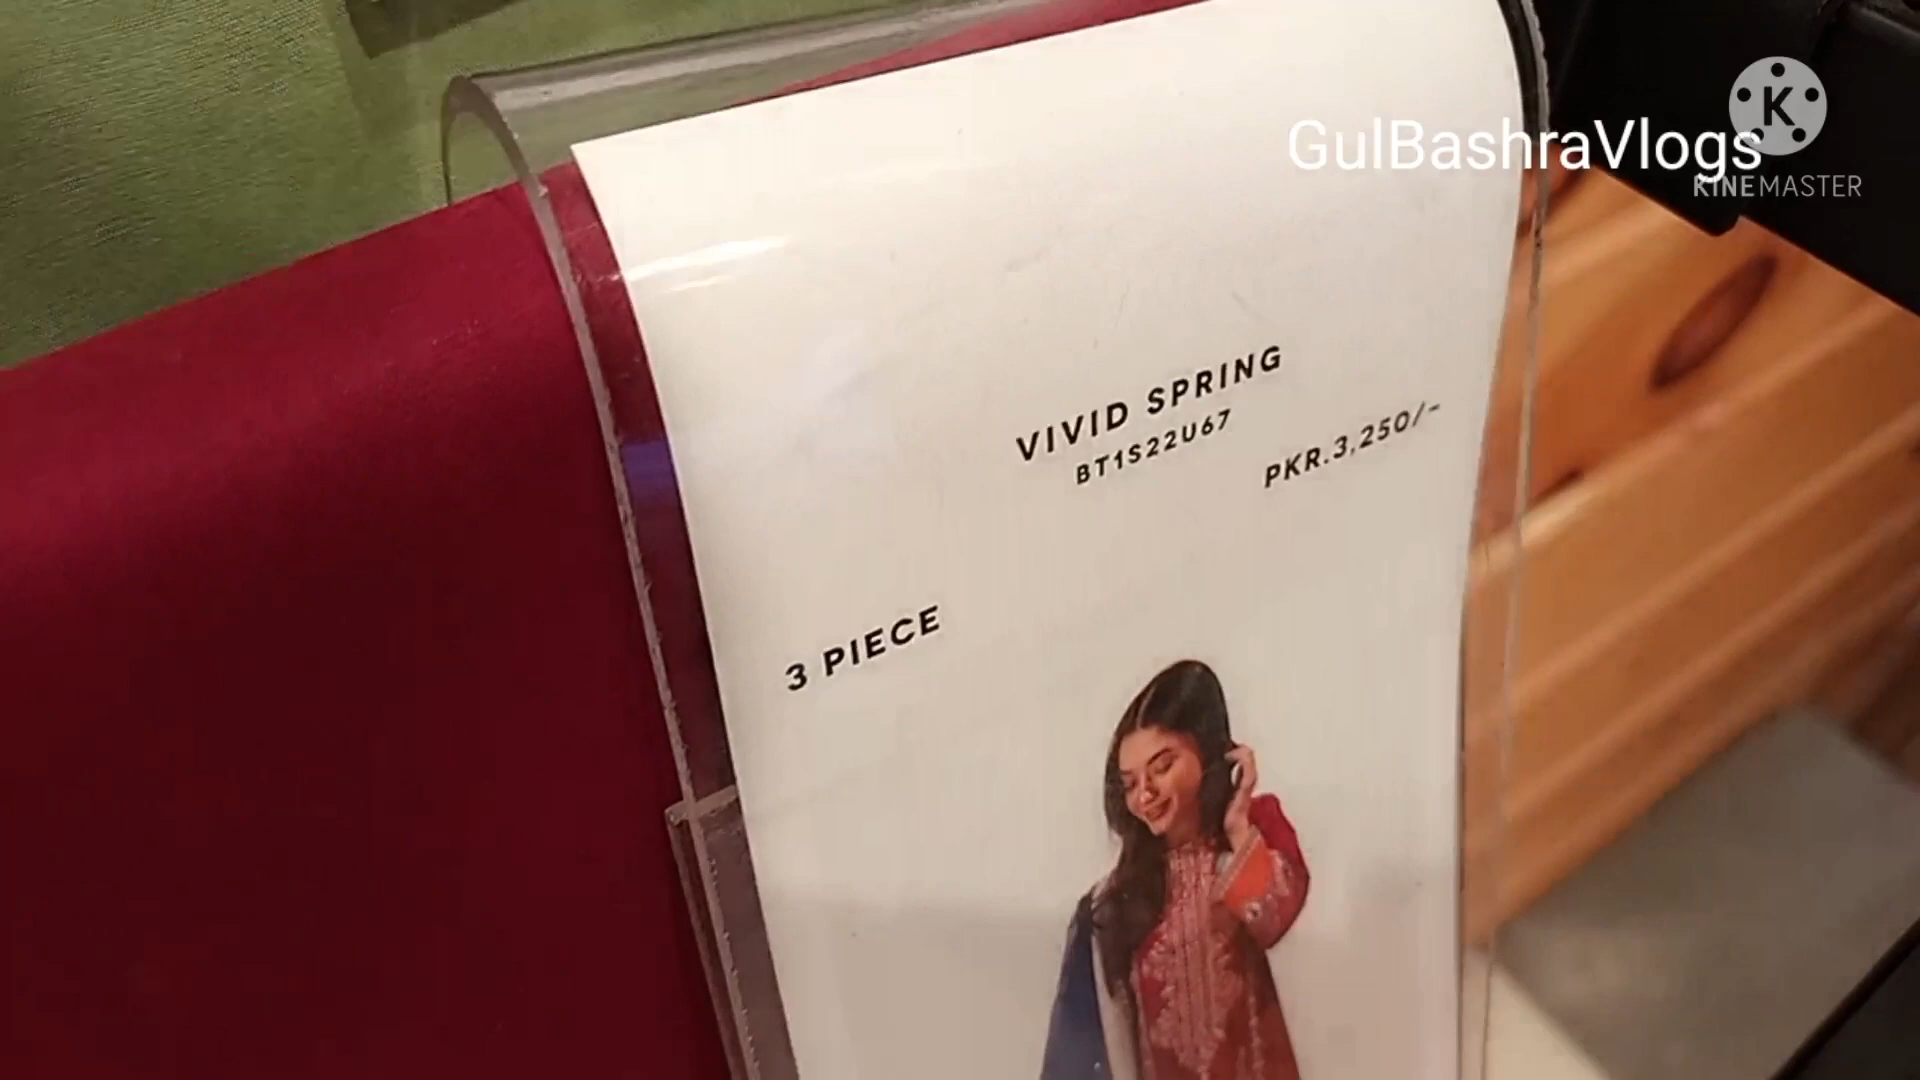 GulBashraVlogs
K
KINEMASTER
VIVID SPRING
BT1S22U67
PKR.3,250/-
3 PIECE